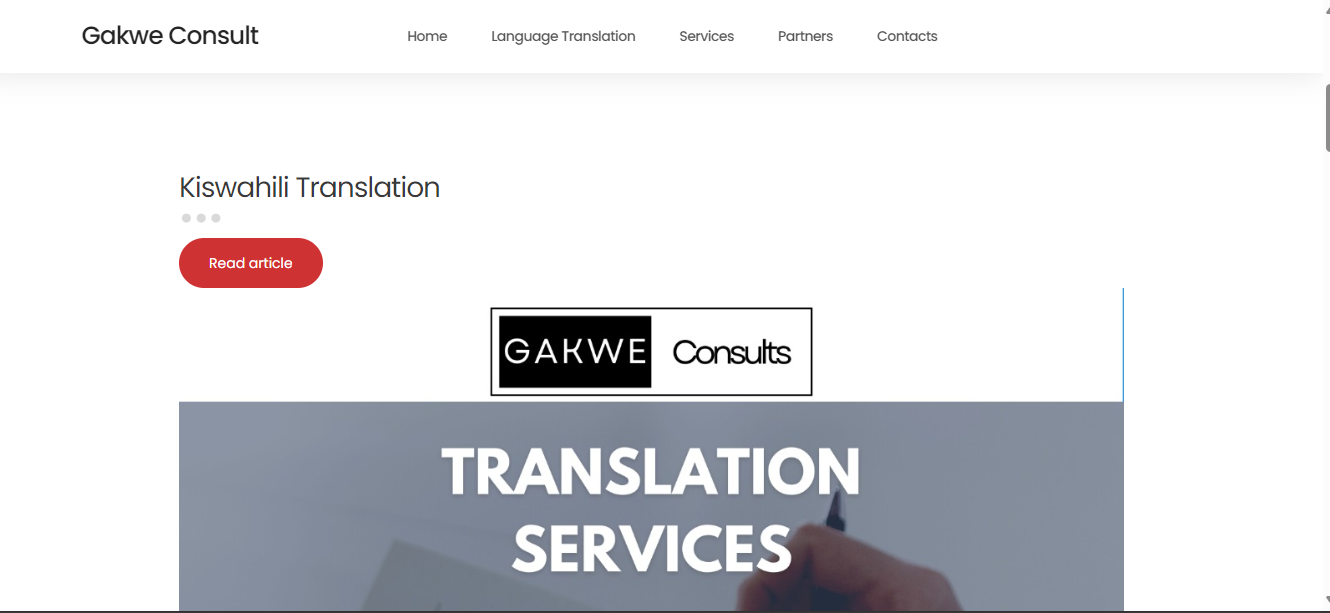 Gakwe Consult
Home
Language Translation
Services
Partners
Contacts
Kiswahili Translation
Read article
GAKWE Consults
TRANSLATION
SERVICES